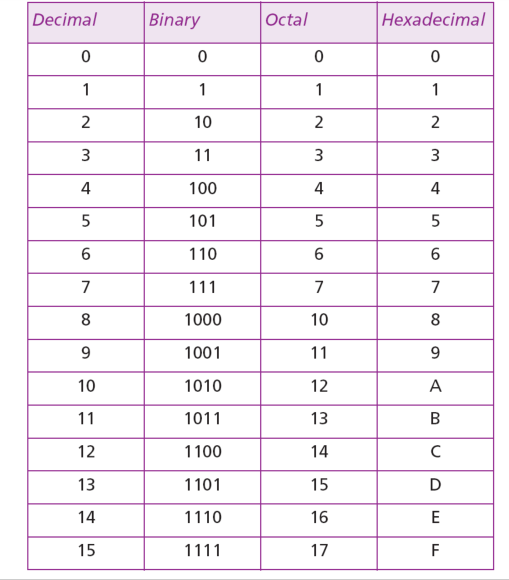 Decimal Binary Octal Hexadecimal
0 0 0 0
1 1 1 1
2 10 2 2
3 11 3 3
4 100 4 4
5 101 5 5
6 110 6 6
7 111 7 7
8 1000 10 8
9 1001 11 9
10 1010 12 A
11 1011 13 B
12 1100 14 C
13 1101 15 D
14 1110 16 E
15 1111 17 F